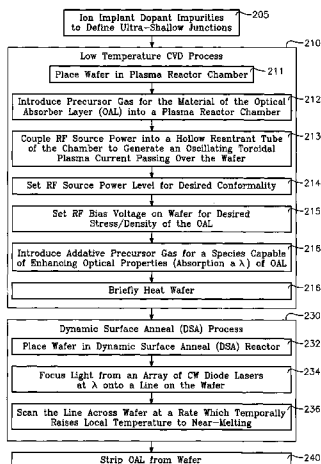 Ion Implant Dopant Impurities
to Define Ultra-Shallow Junctions
205
210
Low Temperature CVD Process
Place Wafer in Plasma Reactor Chamber
211
Introduce Precursor Gas for the Material of the Optical
Absorber Layer (OAL) into a Plasma Reactor Chamber
212
Couple RF Source Power into a Hollow Reentrant Tube
of the Chamber to Generate an Oscillating Toroidal
Plasma Current Passing Over the Wafer
213
Set RF Source Power Level for Desired Conformality
214
Set RF Bias Voltage on Wafer for Desired
Stress/Density of the OAL
215
Introduce Addative Precursor Gas for a Species Capable
of Enhancing Optical Properties (Absorption a λ) of OAL
216
Briefly Heat Wafer
216
230
Dynamic Surface Anneal (DSA) Process
Place Wafer in Dynamic Surface Anneal (DSA) Reactor
232
Focus Light from an Array of CW Diode Lasers
at λ onto a Line on the Wafer
234
Scan the Line Across Wafer at a Rate Which Temporally
Raises Local Temperature to Near-Melting
236
Strip OAL from Wafer
240